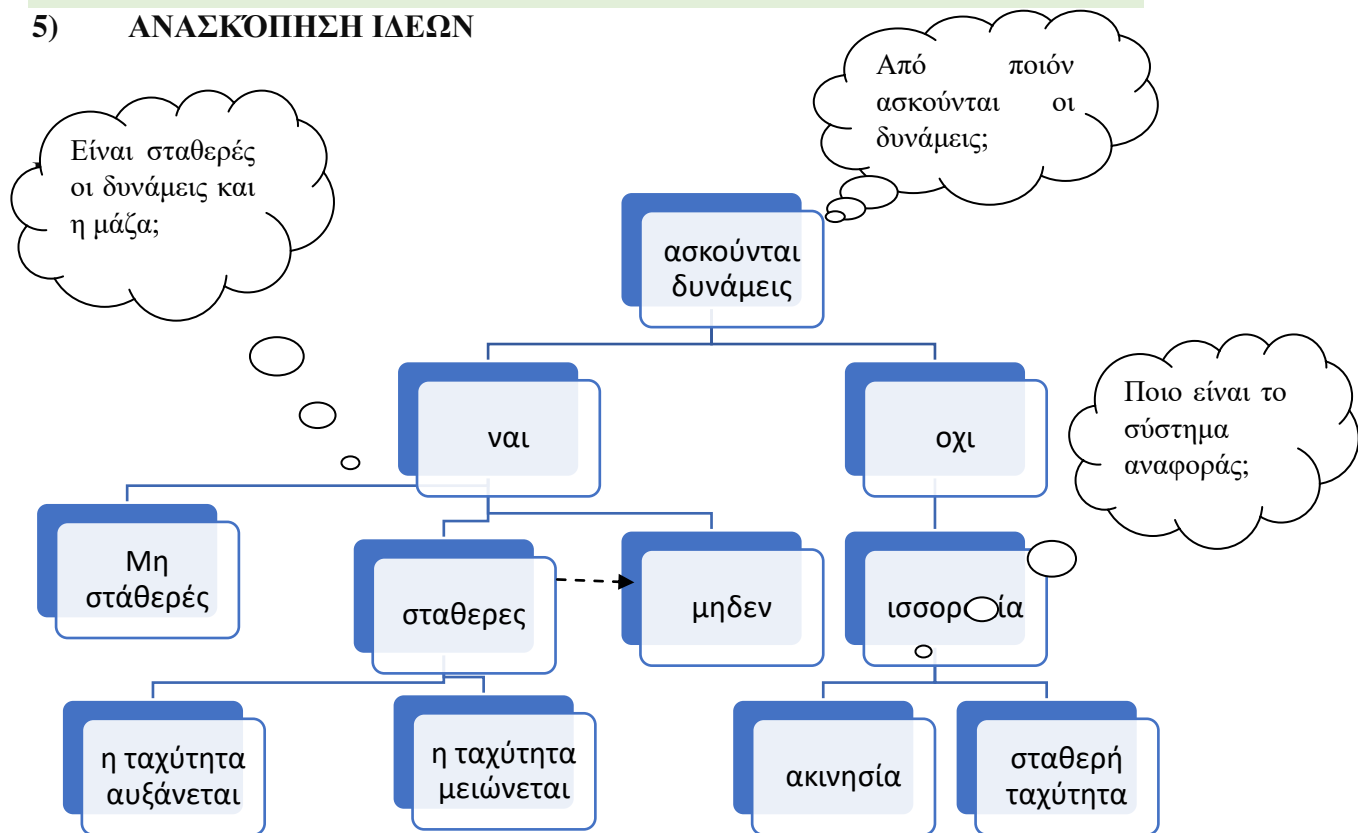 5) ΑΝΑΣΚΌΠΗΣΗ ΙΔΕΩΝ
Από ποιόν
ασκούνται οι
δυνάμεις;
Είναι σταθερές
οι δυνάμεις και
η μάζα;
ασκούνται
δυνάμεις
Ποιο είναι το
σύστημα
αναφοράς;
ναι
οχι
Μη
στάθερές
σταθερες
μηδεν
η ταχύτητα
αυξάνεται
η ταχύτητα
μειώνεται
ακινησία
σταθερή
ταχύτητα